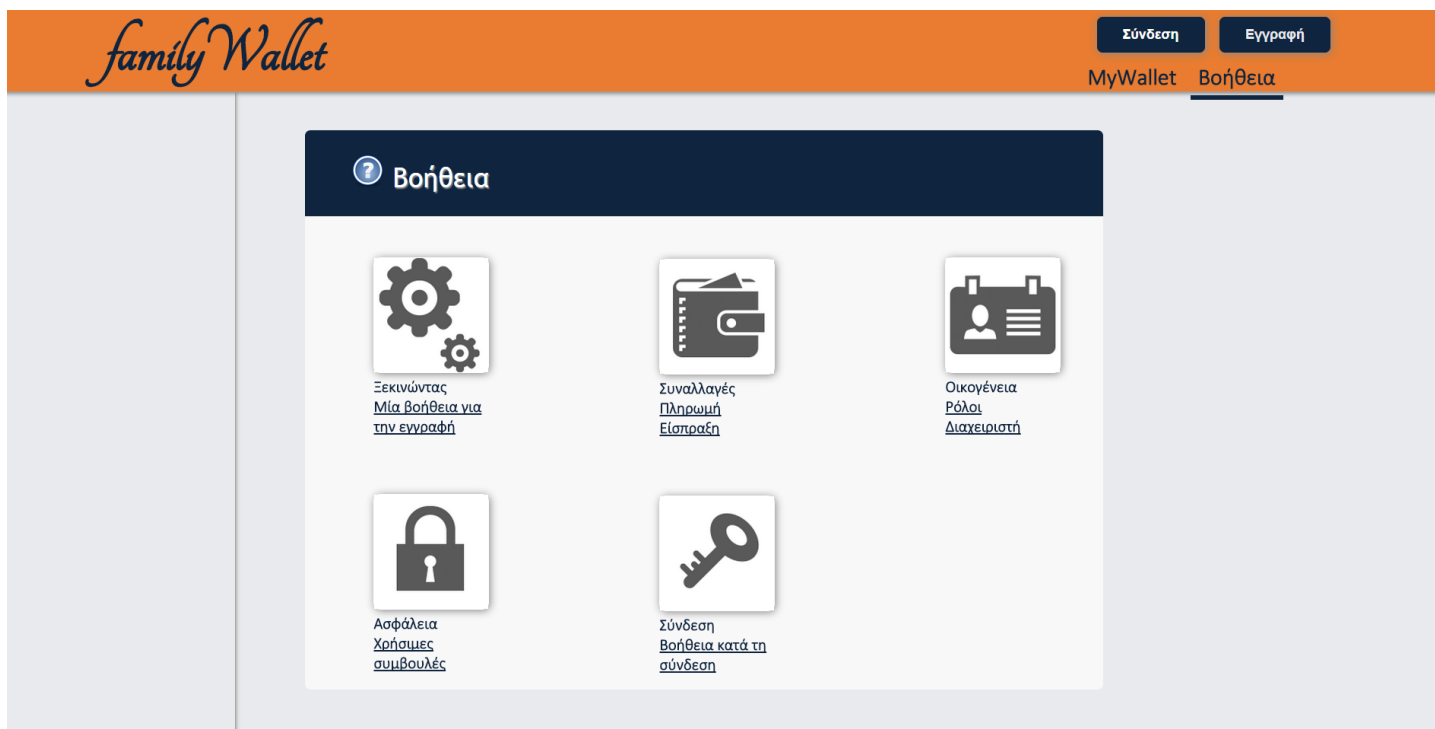 family Wallet
Σύνδεση Εγγραφή
MyWallet Βοήθεια
? Βοήθεια
Ξεκινώντας
Μία βοήθεια για
την εγγραφή
Συναλλαγές
Πληρωμή
Είσπραξη
Οικογένεια
Ρόλοι
Διαχειριστή
Ασφάλεια
Χρήσιμες
συμβουλές
Σύνδεση
Βοήθεια κατά τη
σύνδεση